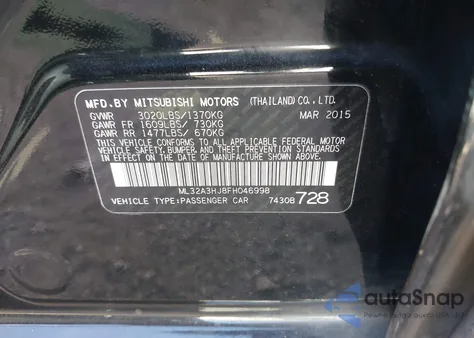 MFD.BY MITSUBISHI MOTORS (THAILAND)CO.,LTD.
GVWR 3020LBS/1370KG MAR 2015
GAWR FR 1609LBS/ 730KG
GAWR RR 1477LBS/ 670KG
THIS VEHICLE CONFORMS TO ALL APPLICABLE FEDERAL MOTOR
VEHICLE SAFETY, BUMPER, AND THEFT PREVENTION STANDARDS
IN EFFECT ON THE DATE OF MANUFACTURE SHOWN ABOVE.
ML32A3HJ8FH046998
VEHICLE TYPE:PASSENGER CAR 7430B 728
autoSnap